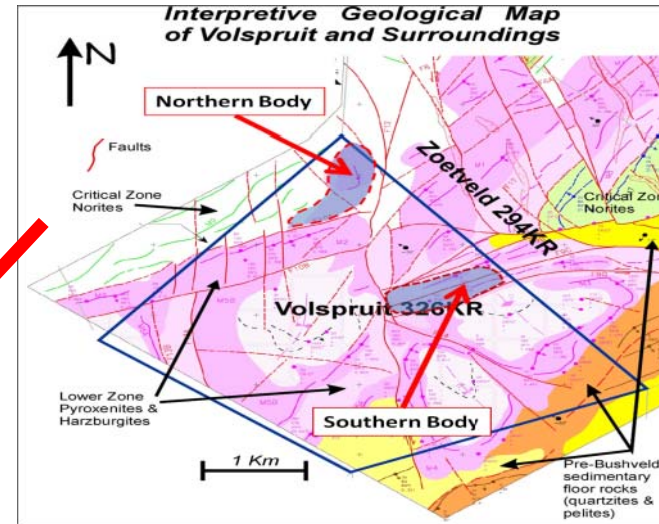 Interpretive Geological Map
of Volspruit and Surroundings
N
Northern Body
Faults
Critical Zone
Norites
Zoetveld 294KR
Critical Zon
Norites
Volspruit 326KR
Lower Zone
Pyroxenites &
Harzburgites
Southern Body
1 Km
Pre-Bushveld
sedimentary
floor rocks
(quartzites &
pelites)